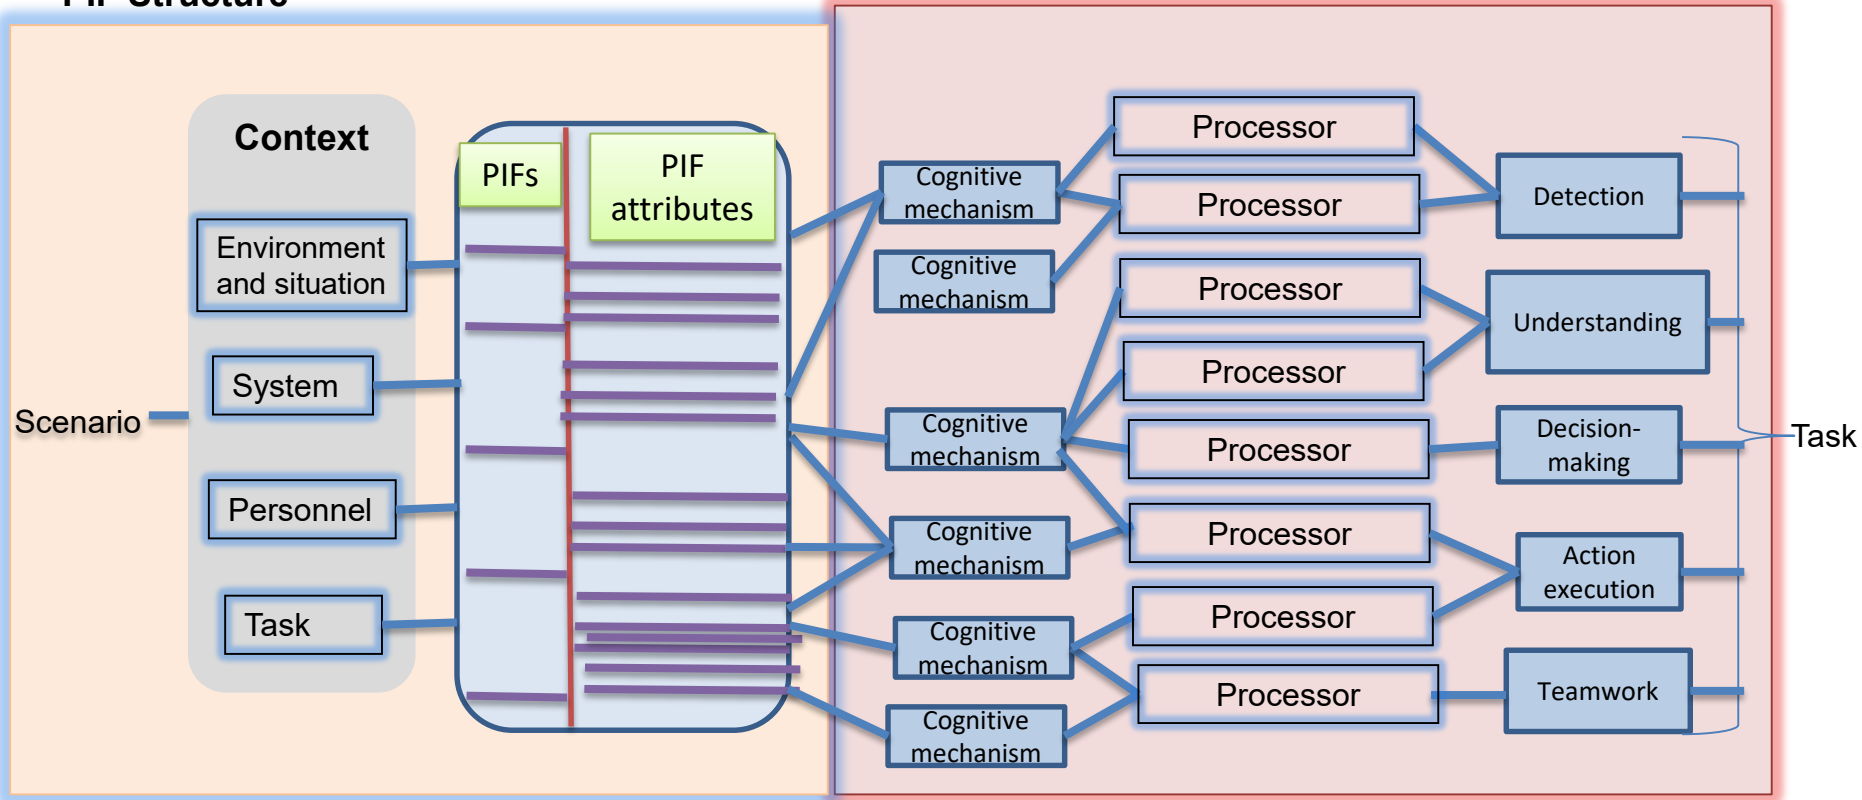 PIF Structure
Context
Environment
and situation
System
Scenario
Personnel
Task
PIFs
PIF
attributes
Cognitive
mechanism
Cognitive
mechanism
Cognitive
mechanism
Cognitive
mechanism
Cognitive
mechanism
Cognitive
mechanism
Processor
Processor
Processor
Processor
Processor
Processor
Processor
Processor
Detection
Understanding
Decision-
making
Action
execution
Teamwork
Task